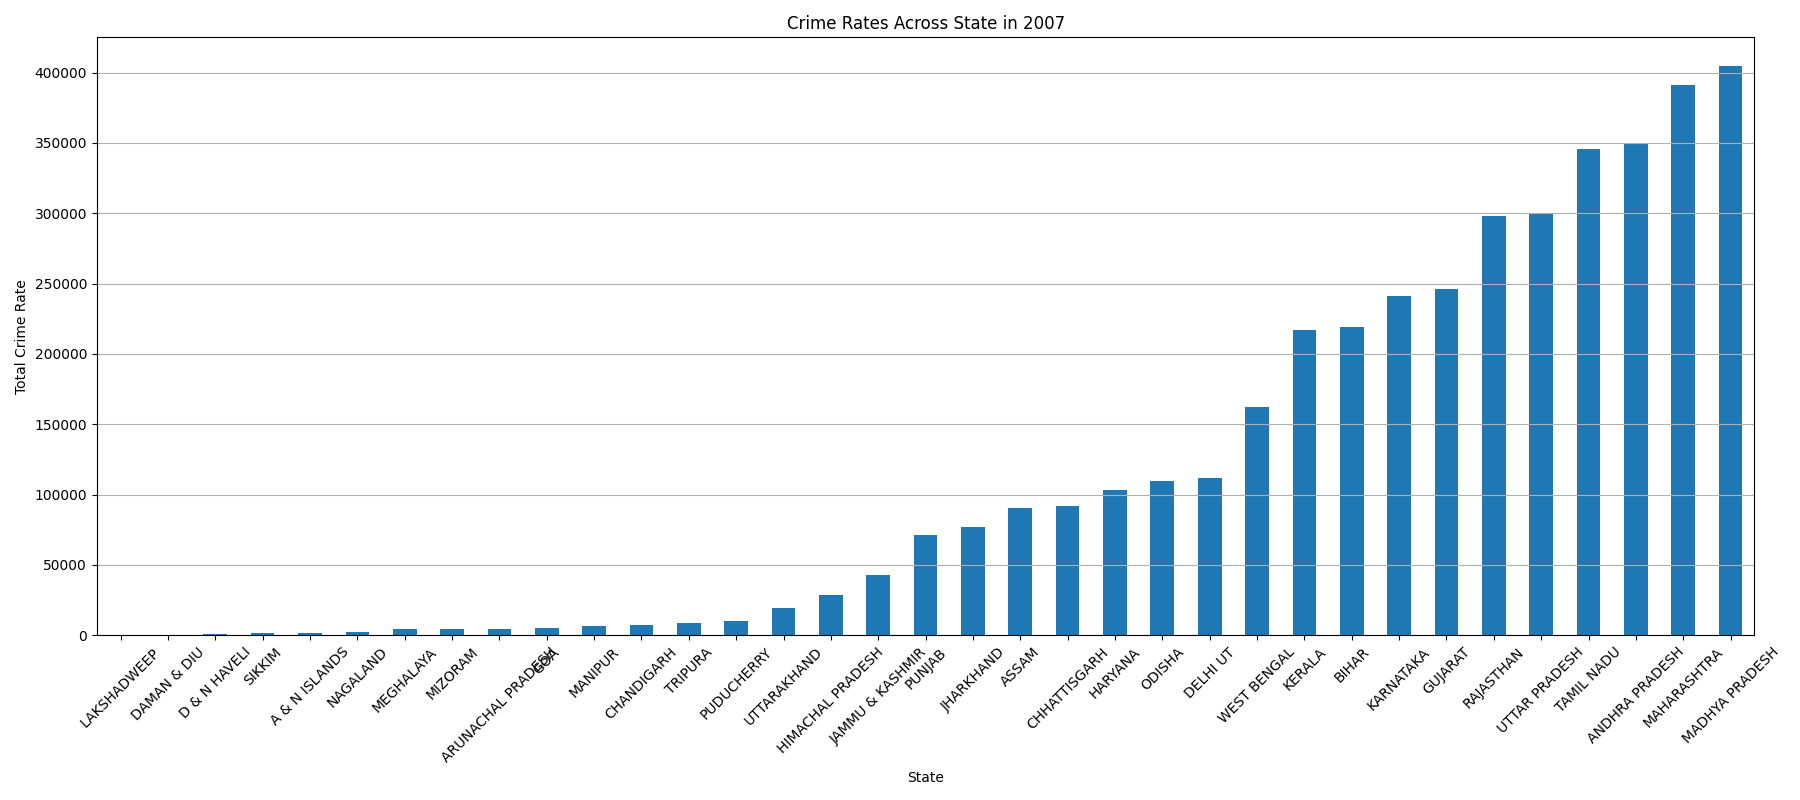 Crime Rates Across State in 2007
Total Crime Rate
400000
350000
300000
250000
200000
150000
100000
50000
0
LAKSHADWEEP
DAMAN & DIU
D & N HAVELI
SIKKIM
A & N ISLANDS
NAGALAND
MEGHALAYA
MIZORAM
ARUNACHAL PRADESH
GOA
MANIPUR
CHANDIGARH
TRIPURA
PUDUCHERRY
UTTARAKHAND
HIMACHAL PRADESH
JAMMU & KASHMIR
PUNJAB
JHARKHAND
ASSAM
CHHATTISGARH
HARYANA
ODISHA
DELHI UT
WEST BENGAL
KERALA
BIHAR
KARNATAKA
GUJARAT
RAJASTHAN
UTTAR PRADESH
TAMIL NADU
ANDHRA PRADESH
MAHARASHTRA
MADHYA PRADESH
State